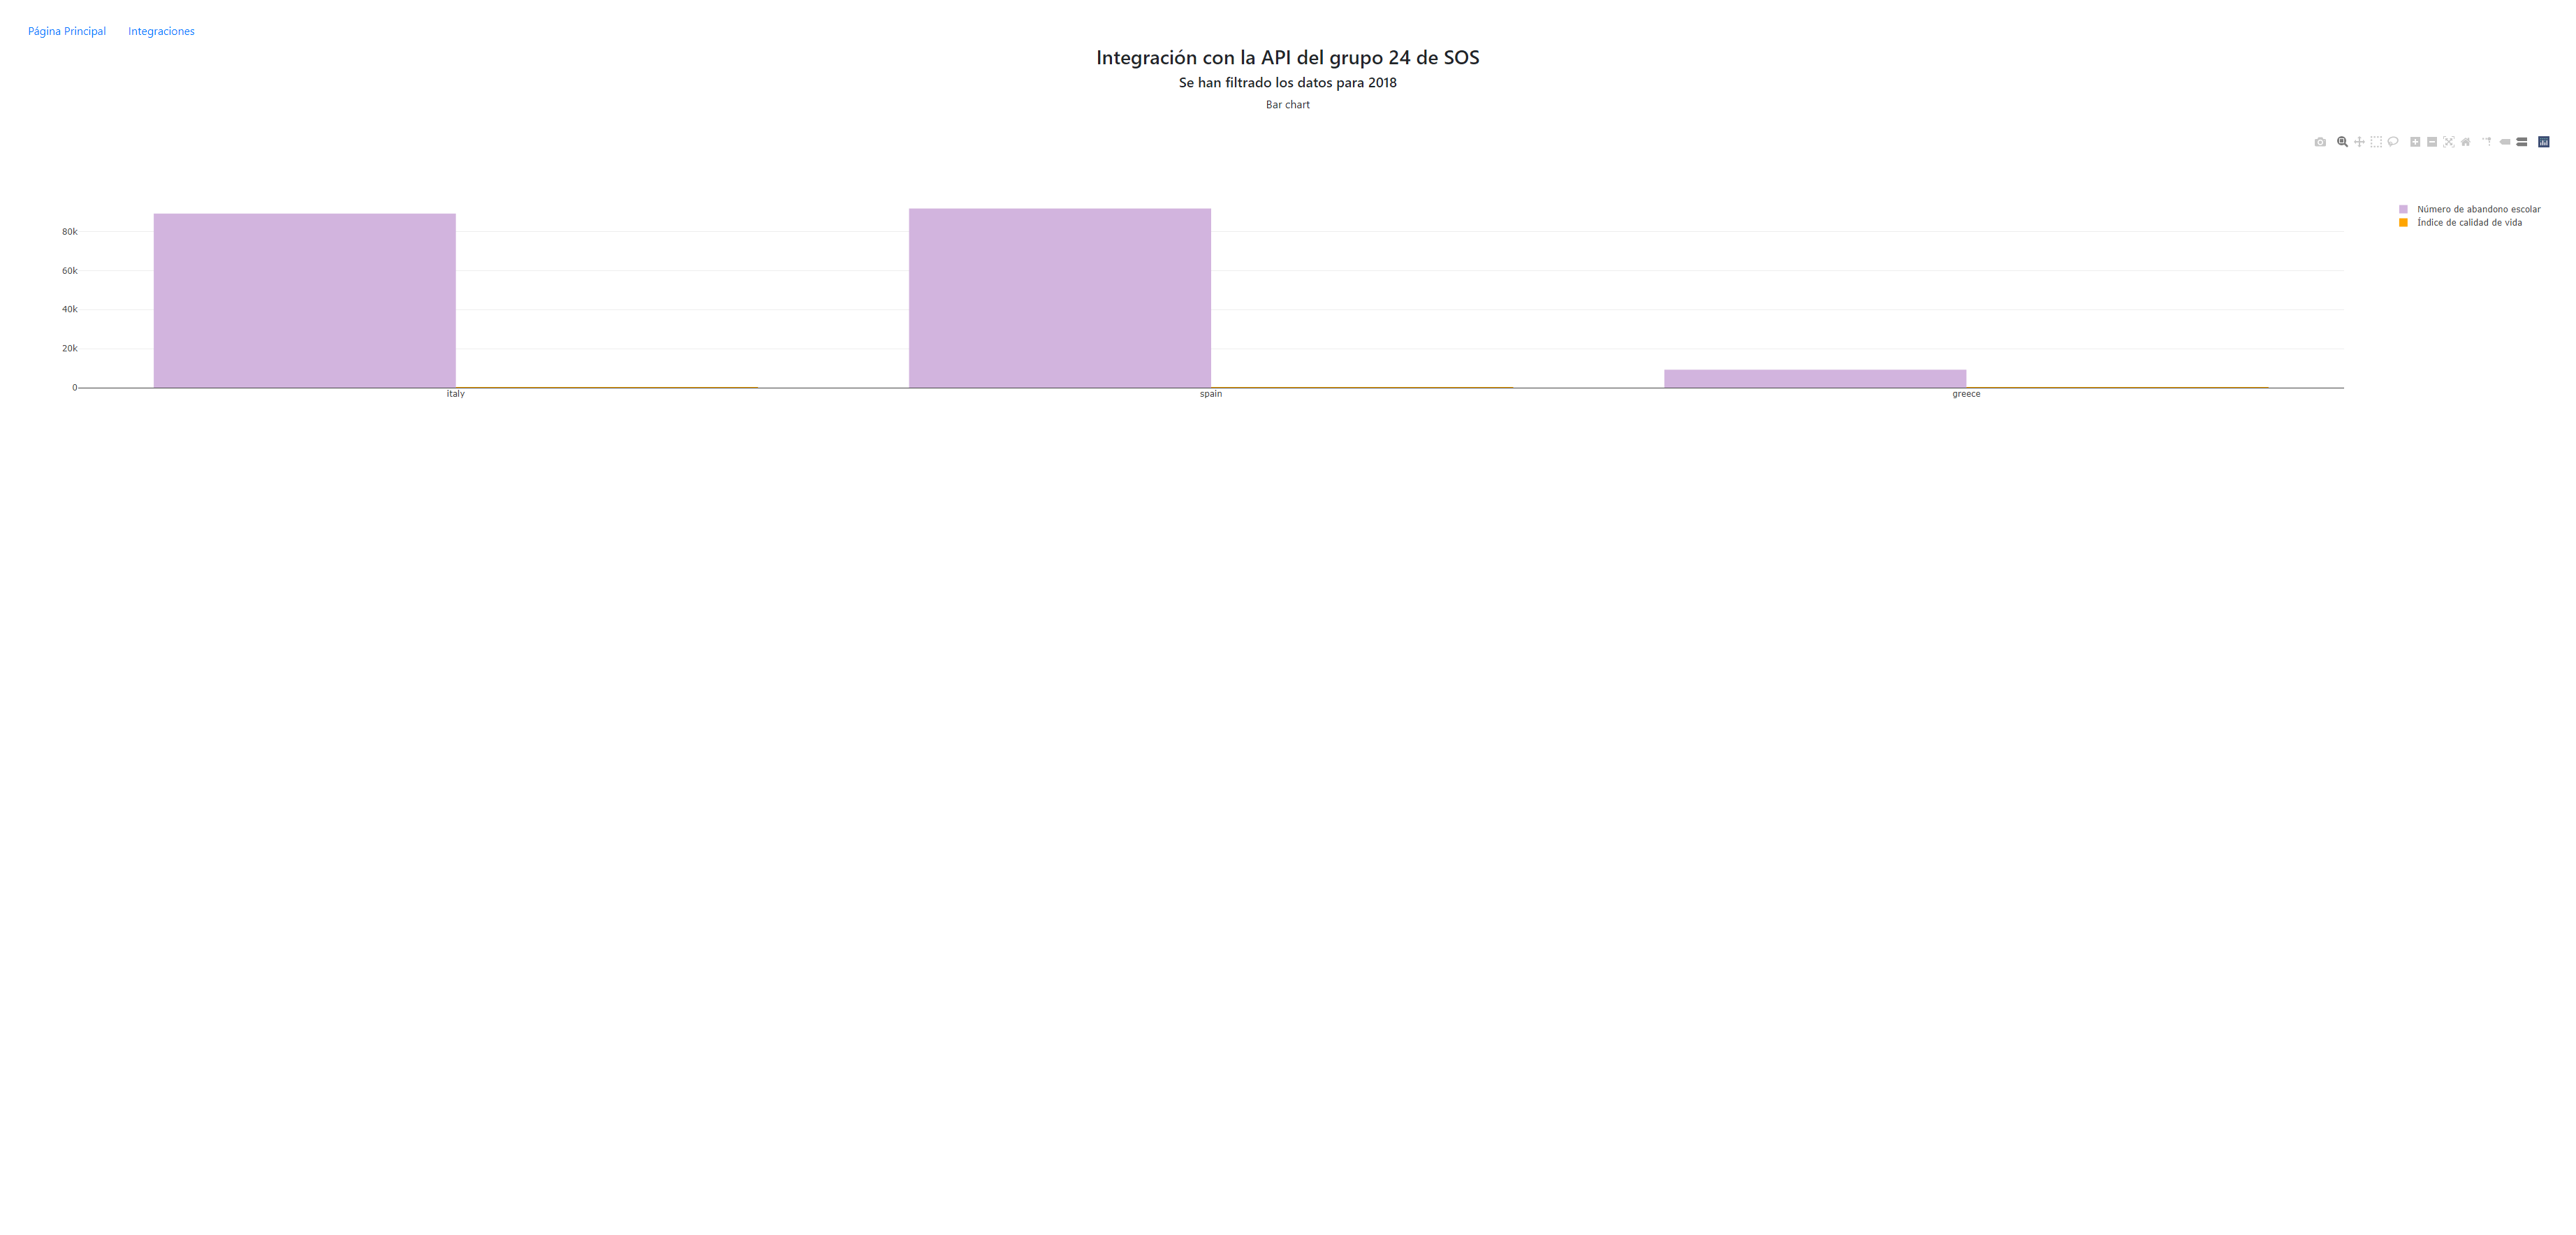 Página Principal Integraciones
Integración con la API del grupo 24 de SOS
Se han filtrado los datos para 2018
Bar chart
Número de abandono escolar
Índice de calidad de vida
80k
60k
40k
20k
0
italy spain greece